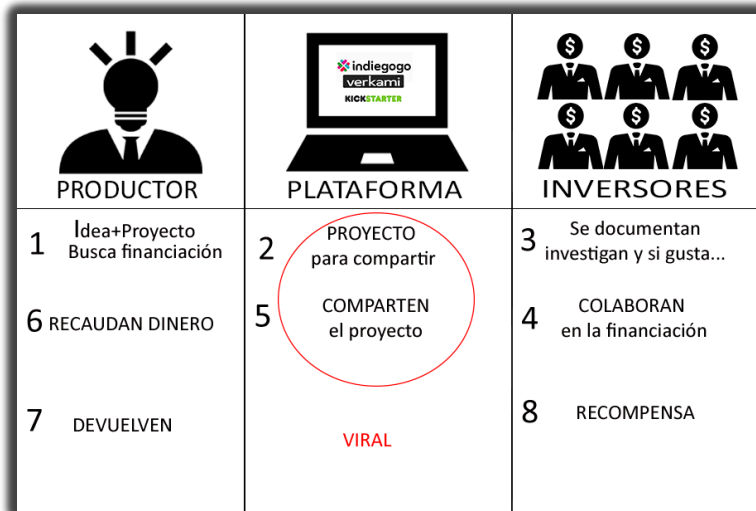 indiegogo
verkami
KICKSTARTER
$ $ $
$ $ $
PRODUCTOR
PLATAFORMA
INVERSORES
1 Idea+Proyecto
Busca financiación
2 PROYECTO
para compartir
3 Se documentan
investigan y si gusta...
6 RECAUDAN DINERO
5 COMPARTEN
el proyecto
4 COLABORAN
en la financiación
7 DEVUELVEN
VIRAL
8 RECOMPENSA